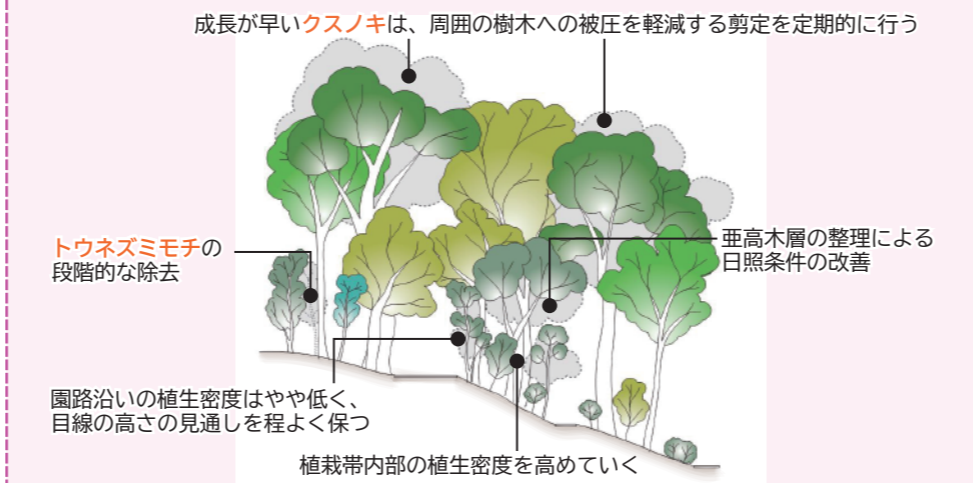 成長が早いクスノキは、周囲の樹木への被圧を軽減する剪定を定期的に行う
トウネズミモチの
段階的な除去
亜高木層の整理による
日照条件の改善
園路沿いの植生密度はやや低く、
目線の高さの見通しを程よく保つ
植栽帯内部の植生密度を高めていく